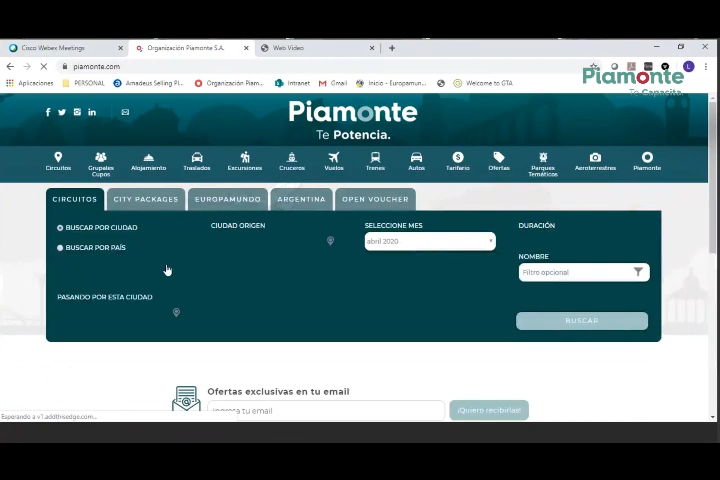 Cisco Webex Meetings
Organización Piamonte S.A.
Web Video
piamonte.com
Aplicaciones
PERSONAL
Amadeus Selling Pl...
Organización Piam...
Intranet
Gmail
Inicio - Europamun...
Welcome to GTA
Piamonte
Te Capacita.
Piamonte
Te Potencia.
Circuitos
Grupales Cupos
Alojamiento
Traslados
Excursiones
Cruceros
Vuelos
Trenes
Autos
Tarifario
Ofertas
Parques Temáticos
Aeroterrestres
Piamonte
CIRCUITOS
CITY PACKAGES
EUROPAMUNDO
ARGENTINA
OPEN VOUCHER
BUSCAR POR CIUDAD
BUSCAR POR PAÍS
CIUDAD ORIGEN
SELECCIONE MES
abril 2020
DURACIÓN
NOMBRE
Filtro opcional
PASANDO POR ESTA CIUDAD
BUSCAR
Ofertas exclusivas en tu email
Ingresa tu email
¡Quiero recibirlas!
Esperando a v1.addthisedge.com...